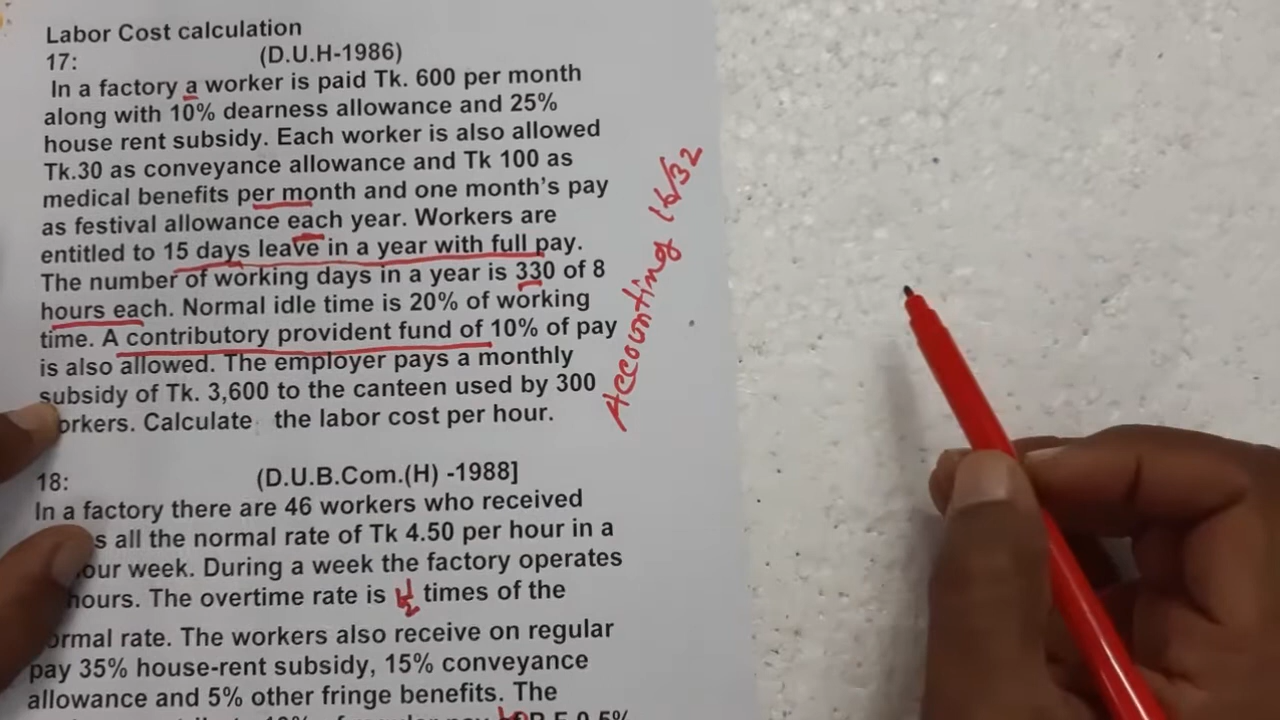 Labor Cost calculation
17: (D.U.H-1986)
In a factory a worker is paid Tk. 600 per month
along with 10% dearness allowance and 25%
house rent subsidy. Each worker is also allowed
Tk.30 as conveyance allowance and Tk 100 as
medical benefits per month and one month's pay
as festival allowance each year. Workers are
entitled to 15 days leave in a year with full pay.
The number of working days in a year is 330 of 8
hours each. Normal idle time is 20% of working
time. A contributory provident fund of 10% of pay
is also allowed. The employer pays a monthly
subsidy of Tk. 3,600 to the canteen used by 300
orkers. Calculate the labor cost per hour.
Accounting 16/32
18: (D.U.B.Com.(H) -1988]
In a factory there are 46 workers who received
s all the normal rate of Tk 4.50 per hour in a
our week. During a week the factory operates
hours. The overtime rate is 1½ times of the
ormal rate. The workers also receive on regular
pay 35% house-rent subsidy, 15% conveyance
allowance and 5% other fringe benefits. The